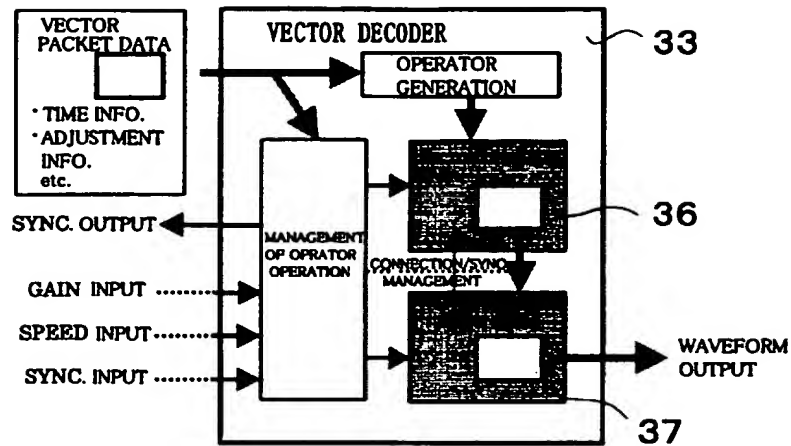 VECTOR
PACKET DATA
· TIME INFO.
· ADJUSTMENT
INFO.
etc.
VECTOR DECODER
33
OPERATOR
GENERATION
36
SYNC. OUTPUT
MANAGEMENT
OF OPRATOR
OPERATION
CONNECTION/SYNC
MANAGEMENT
GAIN INPUT
SPEED INPUT
SYNC. INPUT
WAVEFORM
OUTPUT
37